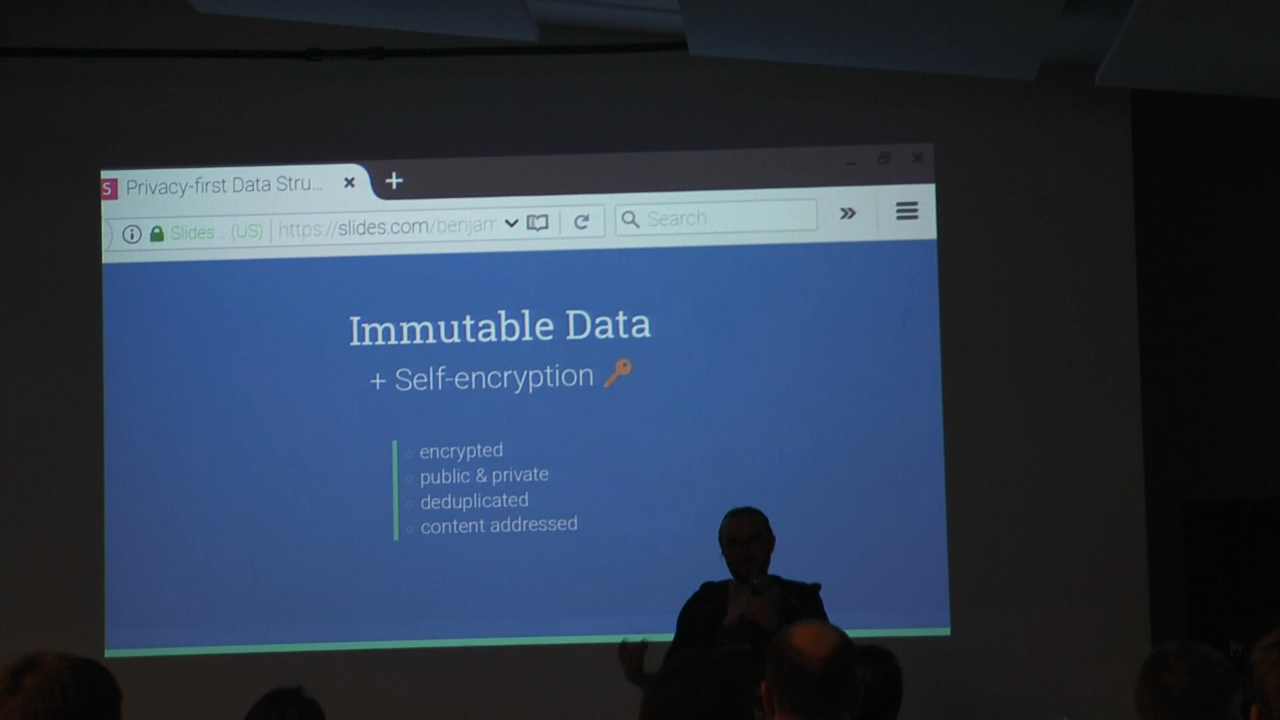 S Privacy-first Data Stru...
Slides... (US) https://slides.com/benjam
Search
Immutable Data
+ Self-encryption
encrypted
public & private
deduplicated
content addressed